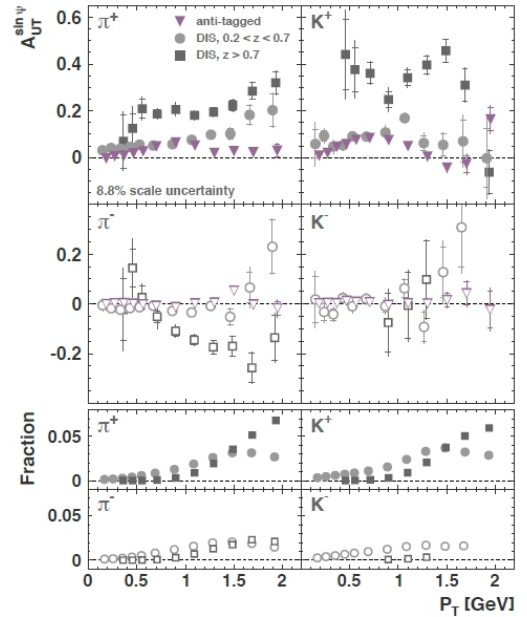 A_UT^sin ψ
π⁺
anti-tagged
DIS, 0.2 < z < 0.7
DIS, z > 0.7
K⁺
0.6
0.4
0.2
0
8.8% scale uncertainty
π⁻
K⁻
0.2
0
-0.2
Fraction
π⁺
K⁺
0.05
0
π⁻
K⁻
0.05
0
0 0.5 1 1.5 2 0.5 1 1.5 2
P_T [GeV]